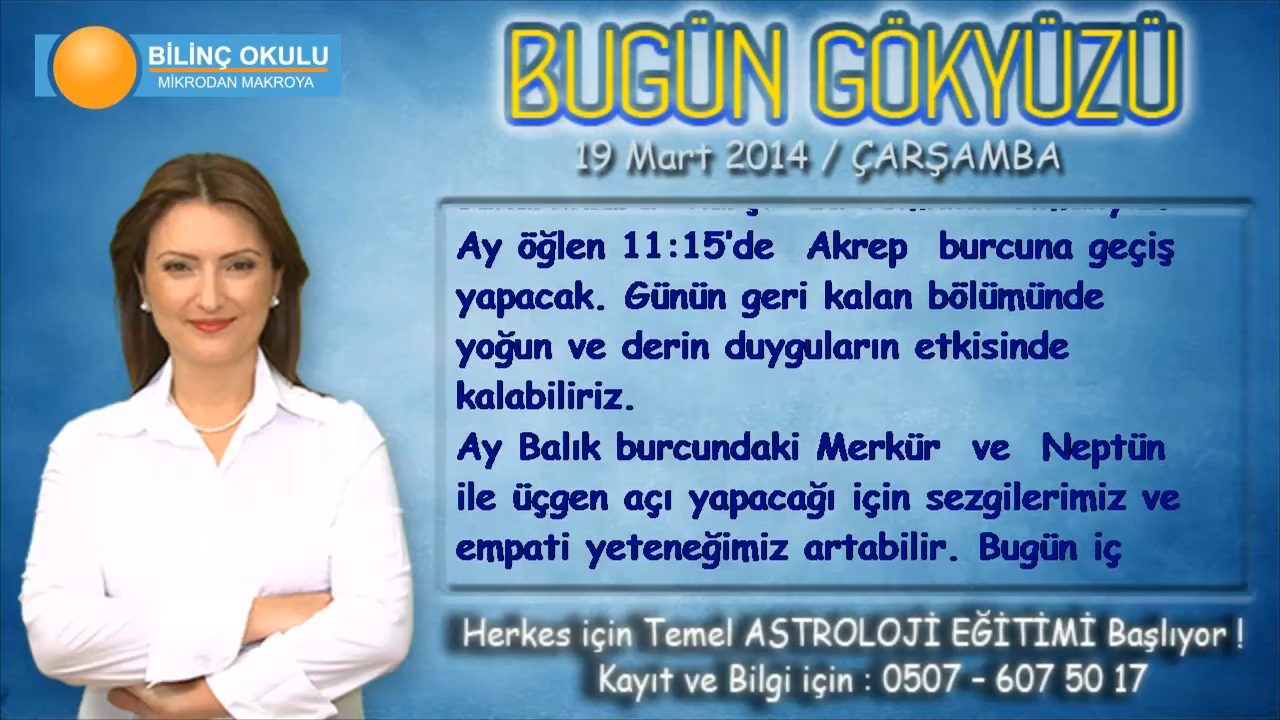 BİLİNÇ OKULU
MİKRODAN MAKROYA
BUGÜN GÖKYÜZÜ
19 Mart 2014 / ÇARŞAMBA
Ay öğlen 11:15'de Akrep burcuna geçiş
yapacak. Günün geri kalan bölümünde
yoğun ve derin duyguların etkisinde
kalabiliriz.
Ay Balık burcundaki Merkür ve Neptün
ile üçgen açı yapacağı için sezgilerimiz ve
empati yeteneğimiz artabilir. Bugün iç
Herkes için Temel ASTROLOJİ EĞİTİMİ Başlıyor !
Kayıt ve Bilgi için : 0507 – 607 50 17